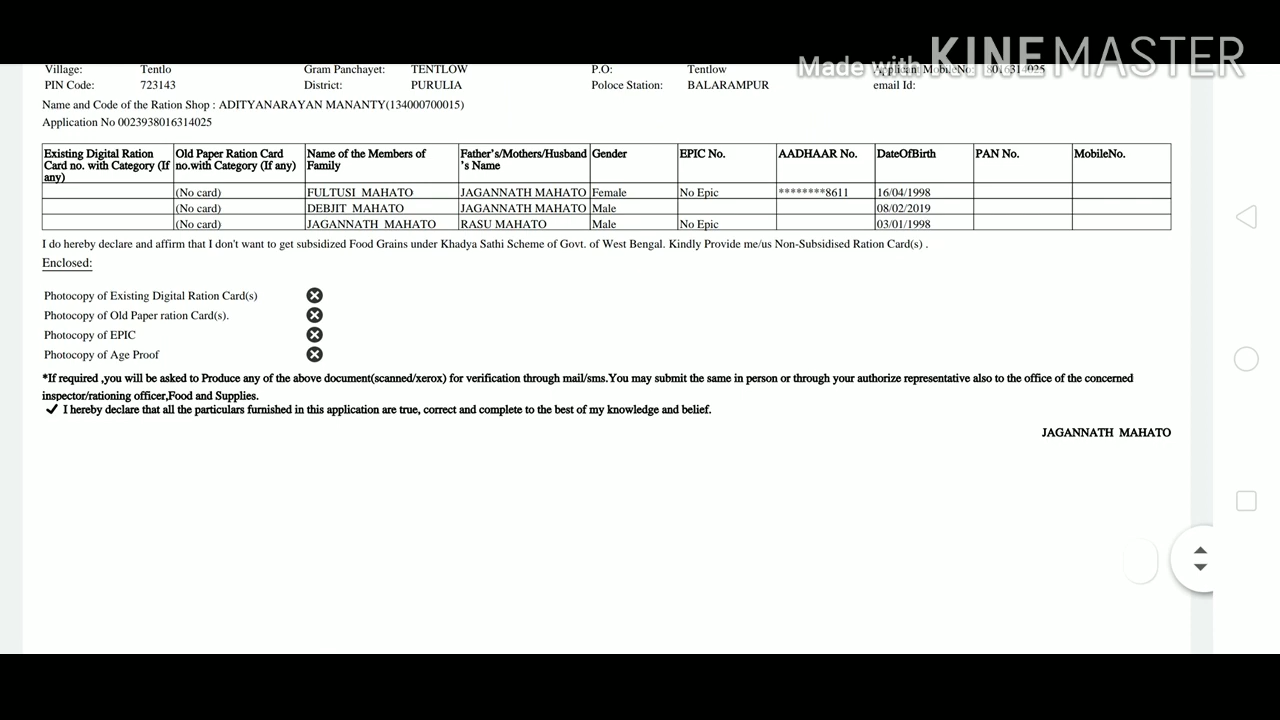 Made with KINEMASTER
Village: Tentlo Gram Panchayet: TENTLOW P.O: Tentlow Applicant MobileNo: 8016314025
PIN Code: 723143 District: PURULIA Poloce Station: BALARAMPUR email Id:
Name and Code of the Ration Shop : ADITYANARAYAN MANANTY(134000700015)
Application No 0023938016314025
Existing Digital Ration Card no. with Category (If any) Old Paper Ration Card no.with Category (If any) Name of the Members of Family Father's/Mothers/Husband's Name Gender EPIC No. AADHAAR No. DateOfBirth PAN No. MobileNo.
(No card) FULTUSI MAHATO JAGANNATH MAHATO Female No Epic ********8611 16/04/1998
(No card) DEBJIT MAHATO JAGANNATH MAHATO Male 08/02/2019
(No card) JAGANNATH MAHATO RASU MAHATO Male No Epic 03/01/1998
I do hereby declare and affirm that I don't want to get subsidized Food Grains under Khadya Sathi Scheme of Govt. of West Bengal. Kindly Provide me/us Non-Subsidised Ration Card(s) .
Enclosed:
Photocopy of Existing Digital Ration Card(s)
Photocopy of Old Paper ration Card(s).
Photocopy of EPIC
Photocopy of Age Proof
*If required ,you will be asked to Produce any of the above document(scanned/xerox) for verification through mail/sms.You may submit the same in person or through your authorize representative also to the office of the concerned
inspector/rationing officer,Food and Supplies.
I hereby declare that all the particulars furnished in this application are true, correct and complete to the best of my knowledge and belief.
JAGANNATH MAHATO